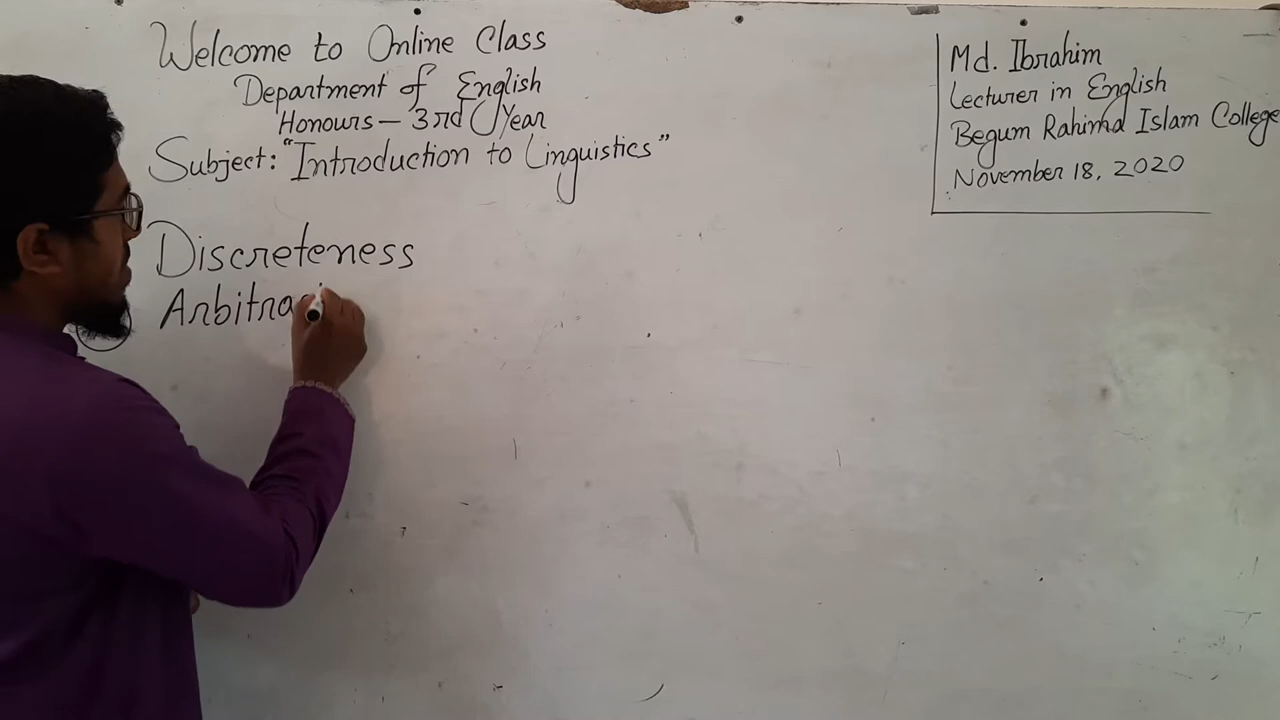 Welcome to Online Class
Department of English
Honours – 3rd Year
Subject: "Introduction to Linguistics"
Discreteness
Arbitra
Md. Ibrahim
Lecturer in English
Begum Rahima Islam College
November 18, 2020